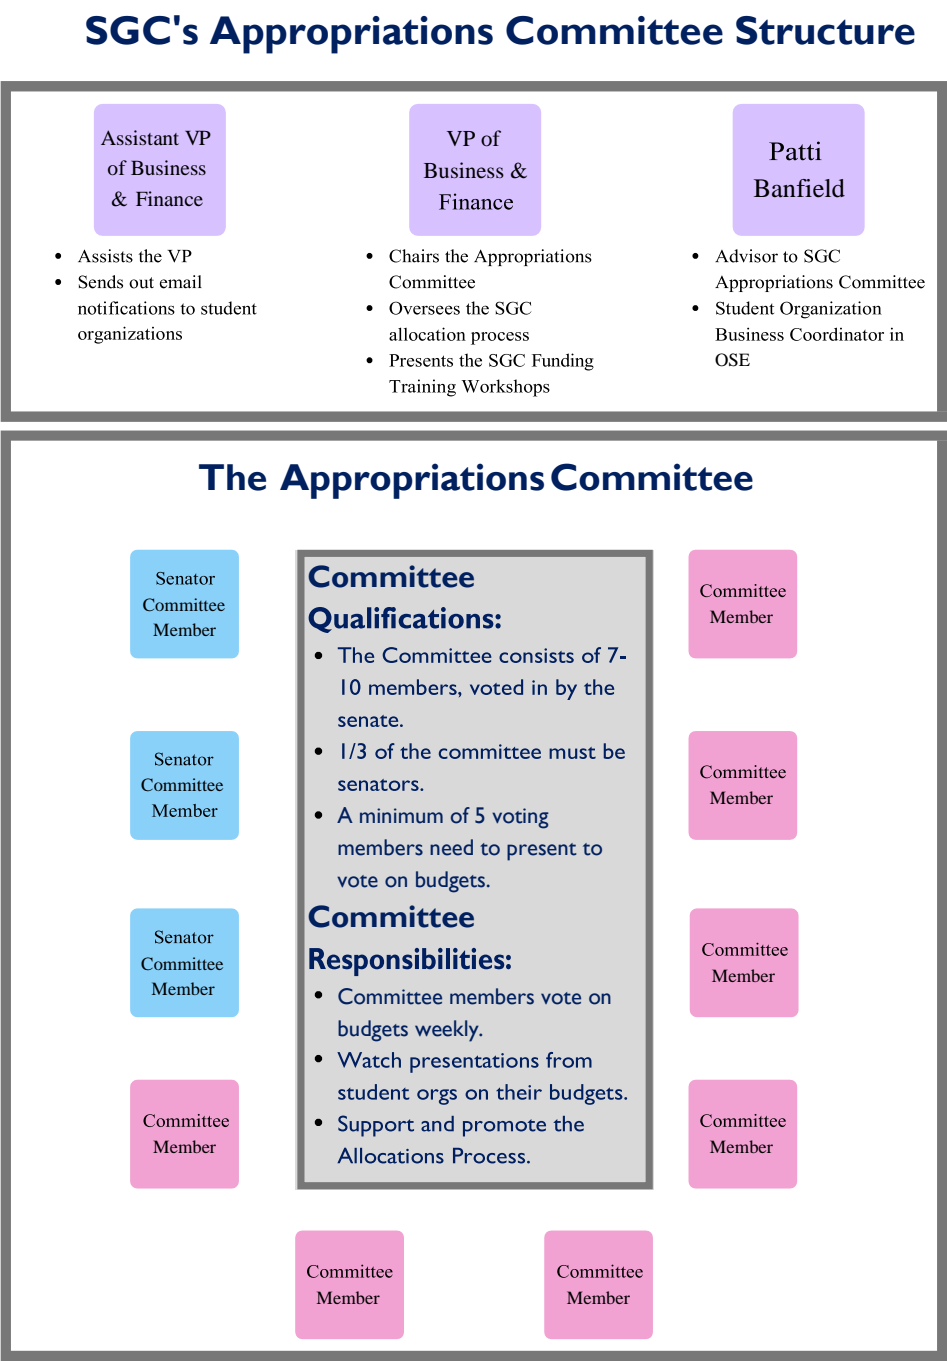 SGC's Appropriations Committee Structure
Assistant VP
of Business
& Finance
• Assists the VP
• Sends out email
notifications to student
organizations
VP of
Business &
Finance
• Chairs the Appropriations
Committee
• Oversees the SGC
allocation process
• Presents the SGC Funding
Training Workshops
Patti
Banfield
• Advisor to SGC
Appropriations Committee
• Student Organization
Business Coordinator in
OSE
The Appropriations Committee
Senator
Committee
Member
Senator
Committee
Member
Senator
Committee
Member
Committee
Member
Committee
Qualifications:
• The Committee consists of 7-
10 members, voted in by the
senate.
• 1/3 of the committee must be
senators.
• A minimum of 5 voting
members need to present to
vote on budgets.
Committee
Responsibilities:
• Committee members vote on
budgets weekly.
• Watch presentations from
student orgs on their budgets.
• Support and promote the
Allocations Process.
Committee
Member
Committee
Member
Committee
Member
Committee
Member
Committee
Member
Committee
Member